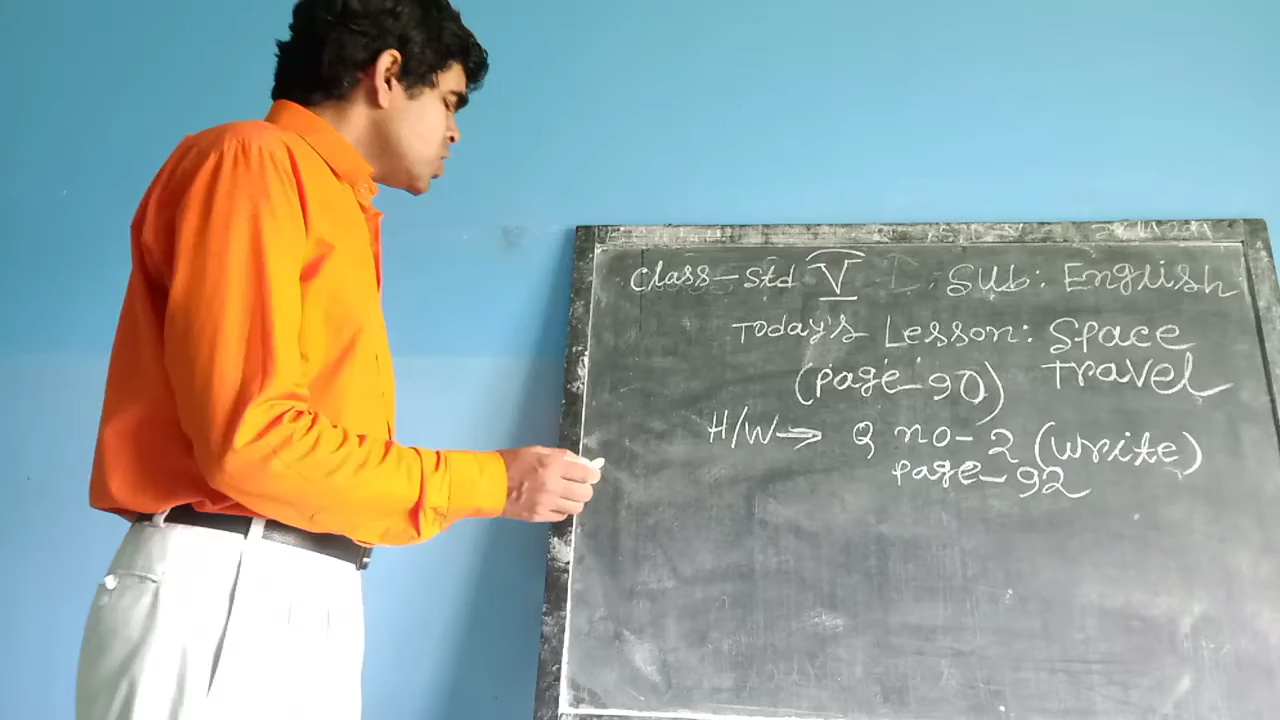 Class-Std V Sub: English
Today's Lesson: Space Travel
(page-90)
H/W→ Q no-2 (write)
page-92